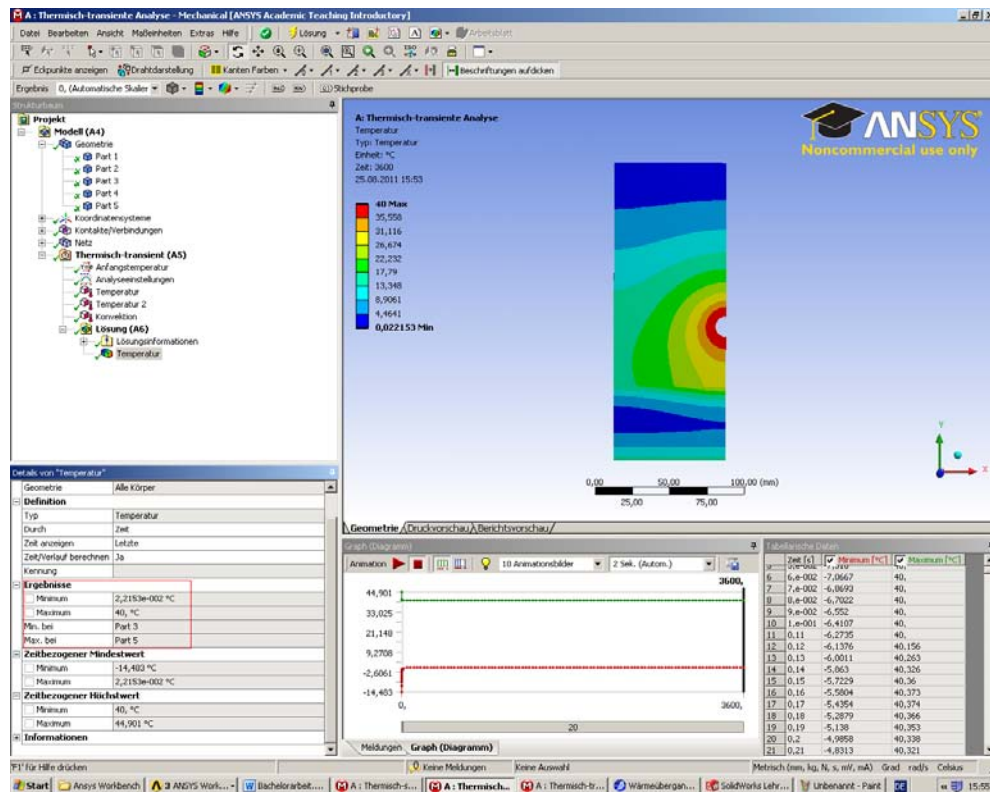 A : Thermisch-transiente Analyse - Mechanical [ANSYS Academic Teaching Introductory]
Datei Bearbeiten Ansicht Maßeinheiten Extras Hilfe Lösung Arbeitsblatt
Eckpunkte anzeigen Drahtdarstellung Kanten Farben Beschriftungen aufdicken
Ergebnis 0, (Automatische Skaler Stichprobe
Strukturbaum
Projekt
Modell (A4)
Geometrie
Part 1
Part 2
Part 3
Part 4
Part 5
Koordinatensysteme
Kontakte/Verbindungen
Netz
Thermisch-transient (A5)
Anfangstemperatur
Analyseeinstellungen
Temperatur
Temperatur 2
Konvektion
Lösung (A6)
Lösungsinformationen
Temperatur
A: Thermisch-transiente Analyse
Temperatur
Typ: Temperatur
Einheit: °C
Zeit: 3600
25.08.2011 15:53
40 Max
35,558
31,116
26,674
22,232
17,79
13,348
8,9061
4,4641
0,022153 Min
ANSYS
Noncommercial use only
Y
X
0,00 50,00 100,00 (mm)
25,00 75,00
Geometrie Druckvorschau Berichtsvorschau
Details von "Temperatur"
Geometrie Alle Körper
Definition
Typ Temperatur
Durch Zeit
Zeit anzeigen Letzte
Zeit/Verlauf berechnen Ja
Kennung
Ergebnisse
Minimum 2,2153e-002 °C
Maximum 40, °C
Min. bei Part 3
Max. bei Part 5
Zeitbezogener Mindestwert
Minimum -14,483 °C
Maximum 2,2153e-002 °C
Zeitbezogener Höchstwert
Minimum 40, °C
Maximum 44,901 °C
Informationen
Graph (Diagramm)
Animation 10 Animationsbilder 2 Sek. (Autom.)
3600,
44,901
33,025
21,148
9,2708
-2,6061
-14,483
0, 3600,
20
Meldungen Graph (Diagramm)
Tabellarische Daten
Zeit [s] Minimum [°C] Maximum [°C]
6 6,e-002 -7,0667 40,
7 7,e-002 -6,8693 40,
8 8,e-002 -6,7022 40,
9 9,e-002 -6,552 40,
10 1,e-001 -6,4107 40,
11 0,11 -6,2735 40,
12 0,12 -6,1376 40,156
13 0,13 -6,0011 40,263
14 0,14 -5,863 40,326
15 0,15 -5,7229 40,36
16 0,16 -5,5804 40,373
17 0,17 -5,4354 40,374
18 0,18 -5,2879 40,366
19 0,19 -5,138 40,353
20 0,2 -4,9858 40,338
21 0,21 -4,8313 40,321
'F1' für Hilfe drücken Keine Meldungen Keine Auswahl Metrisch (mm, kg, N, s, mV, mA) Grad rad/s Celsius
Start Ansys Workbench 3 ANSYS Work... Bachelorarbeit.... A : Thermisch-s... A : Thermisch... A : Thermisch-tr... Wärmeübergan... SolidWorks Lehr... Unbenannt - Paint DE 15:55